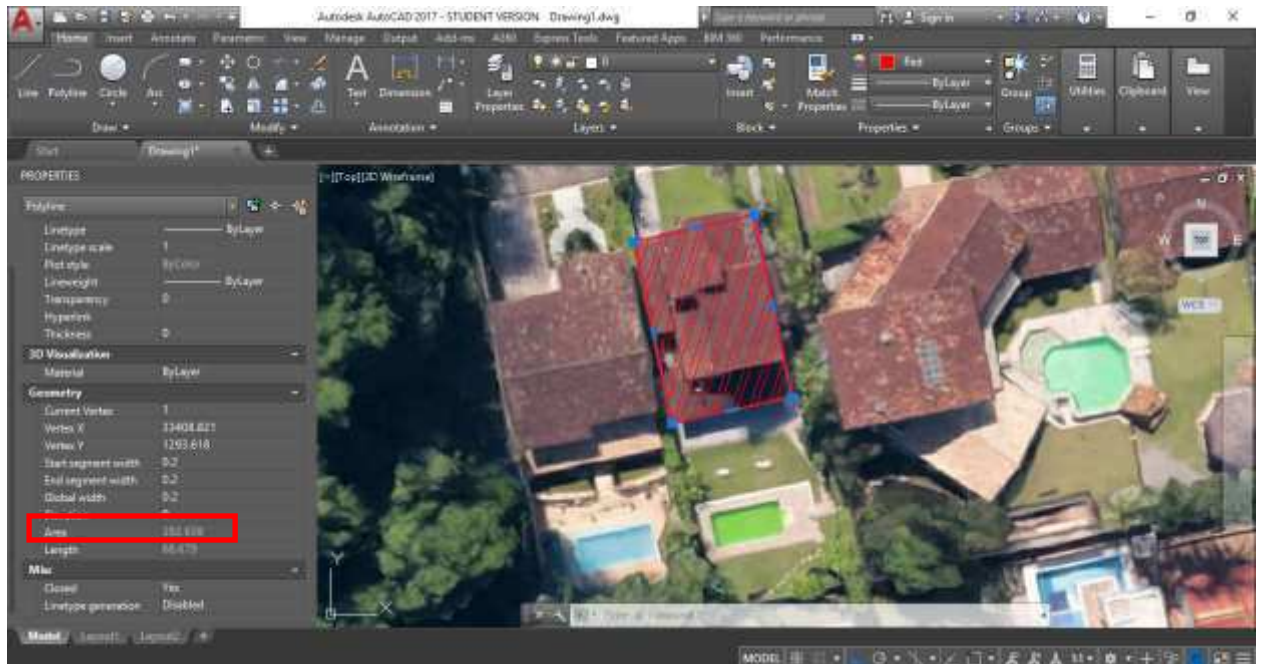 Autodesk AutoCAD 2017 - STUDENT VERSION Drawing1.dwg
Sign In
Home Insert Annotate Parametric View Manage Output Add-ins A360 Express Tools Featured Apps BIM 360 Performance
Line Polyline Circle Arc Text Dimension Layer Properties Insert Match Properties Group Utilities Clipboard View
0
Red
ByLayer
ByLayer
Draw Modify Annotation Layers Block Properties Groups
Start Drawing1* +
PROPERTIES
[-][Top][2D Wireframe]
Polyline
Linetype ByLayer
Linetype scale 1
Plot style ByColor
Lineweight ByLayer
Transparency 0
Hyperlink
Thickness 0
3D Visualization
Material ByLayer
Geometry
Current Vertex 1
Vertex X 33408.821
Vertex Y 1293.618
Start segment width 0.2
End segment width 0.2
Global width 0.2
Area
Length
Misc
Closed Yes
Linetype generation Disabled
N
W TOP E
WCS
Y
X
Model Layout1 Layout2 +
MODEL 1:1